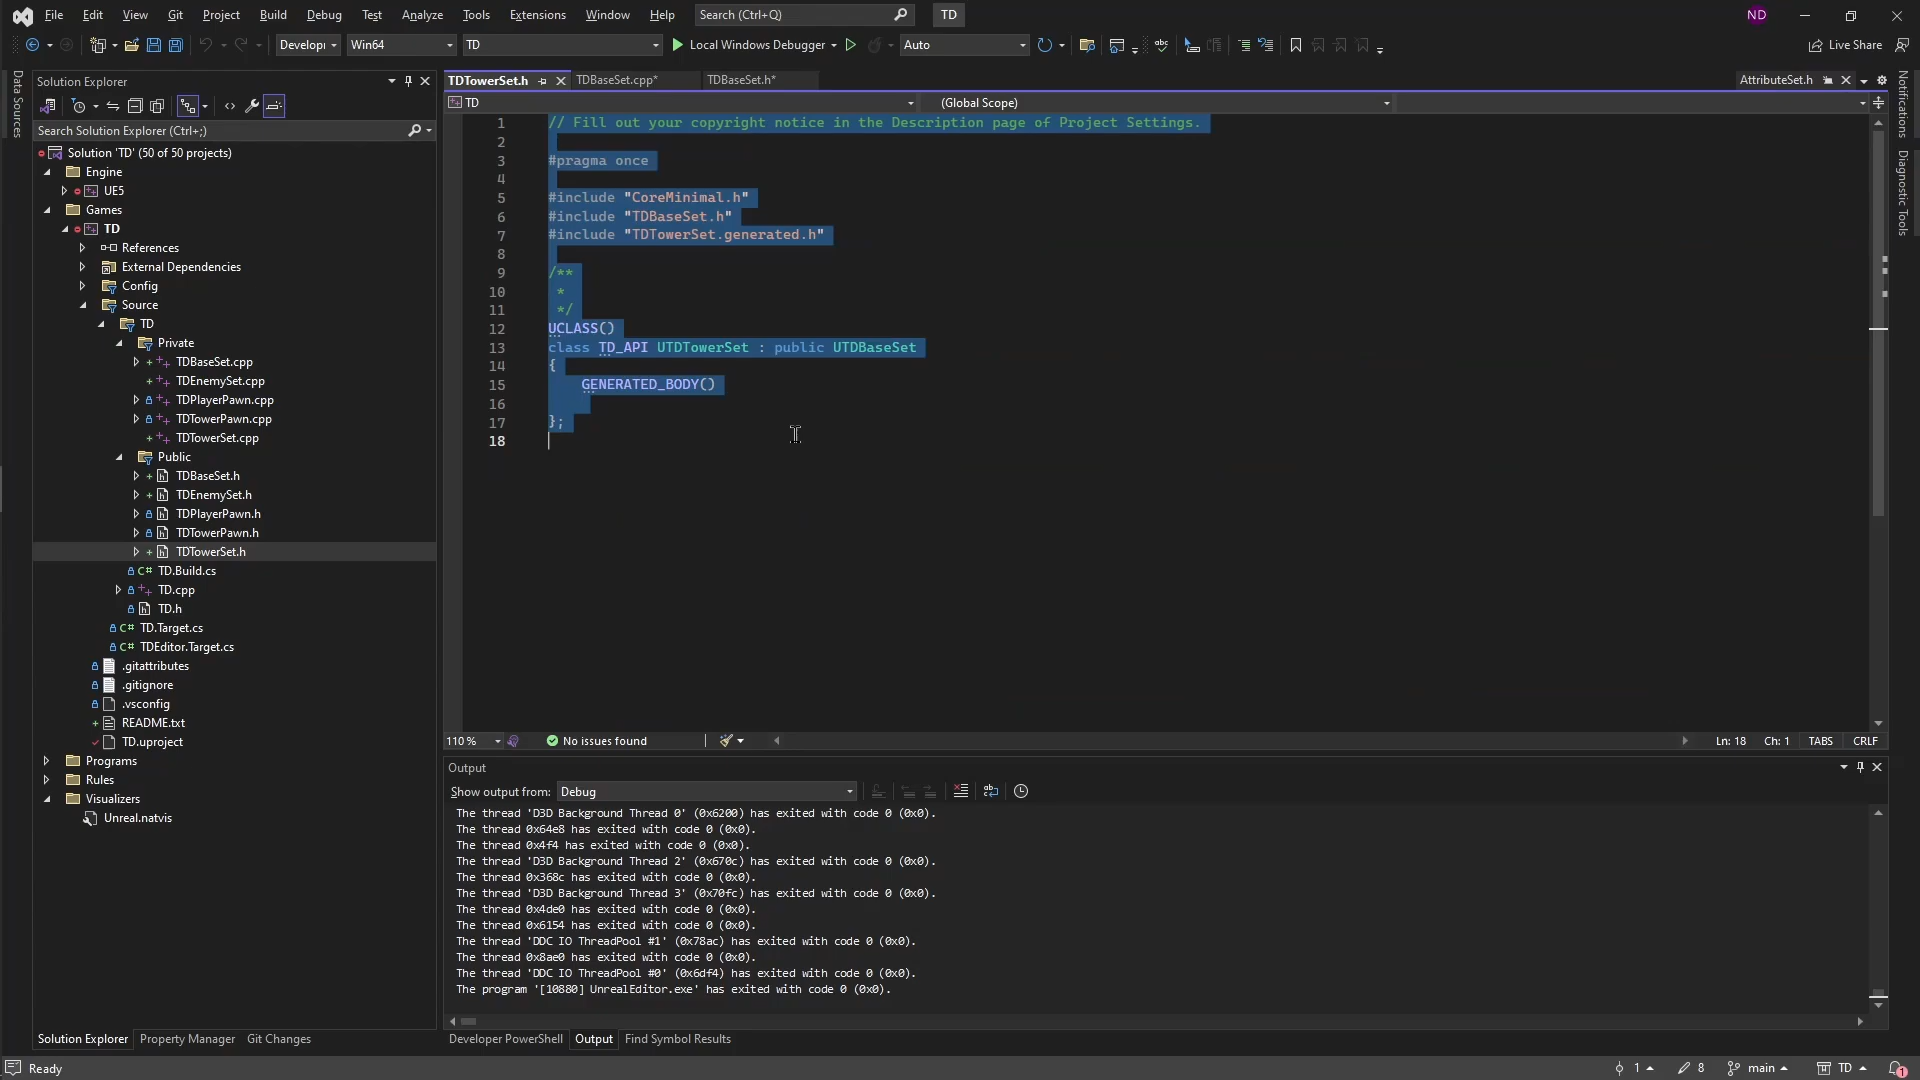 File Edit View Git Project Build Debug Test Analyze Tools Extensions Window Help Search (Ctrl+Q) TD ND
Develop Win64 TD Local Windows Debugger Auto Live Share
Data Sources
Solution Explorer
Search Solution Explorer (Ctrl+;)
Solution 'TD' (50 of 50 projects)
Engine
UE5
Games
TD
References
External Dependencies
Config
Source
TD
Private
TDBaseSet.cpp
TDEnemySet.cpp
TDPlayerPawn.cpp
TDTowerPawn.cpp
TDTowerSet.cpp
Public
TDBaseSet.h
TDEnemySet.h
TDPlayerPawn.h
TDTowerPawn.h
TDTowerSet.h
TD.Build.cs
TD.cpp
TD.h
TD.Target.cs
TDEditor.Target.cs
.gitattributes
.gitignore
.vsconfig
README.txt
TD.uproject
Programs
Rules
Visualizers
Unreal.natvis
Solution Explorer Property Manager Git Changes
TDTowerSet.h TDBaseSet.cpp* TDBaseSet.h* AttributeSet.h
TD (Global Scope)
1 // Fill out your copyright notice in the Description page of Project Settings.
2
3 #pragma once
4
5 #include "CoreMinimal.h"
6 #include "TDBaseSet.h"
7 #include "TDTowerSet.generated.h"
8
9 /**
10 *
11 */
12 UCLASS()
13 class TD_API UTDTowerSet : public UTDBaseSet
14 {
15 GENERATED_BODY()
16
17 };
18
110 % No issues found Ln: 18 Ch: 1 TABS CRLF
Output
Show output from: Debug
The thread 'D3D Background Thread 0' (0x6200) has exited with code 0 (0x0).
The thread 0x64e8 has exited with code 0 (0x0).
The thread 0x4f4 has exited with code 0 (0x0).
The thread 'D3D Background Thread 2' (0x670c) has exited with code 0 (0x0).
The thread 0x368c has exited with code 0 (0x0).
The thread 'D3D Background Thread 3' (0x70fc) has exited with code 0 (0x0).
The thread 0x4de0 has exited with code 0 (0x0).
The thread 0x6154 has exited with code 0 (0x0).
The thread 'DDC IO ThreadPool #1' (0x78ac) has exited with code 0 (0x0).
The thread 0x8ae0 has exited with code 0 (0x0).
The thread 'DDC IO ThreadPool #0' (0x6df4) has exited with code 0 (0x0).
The program '[10880] UnrealEditor.exe' has exited with code 0 (0x0).
Developer PowerShell Output Find Symbol Results
Notifications
Diagnostic Tools
Ready 1 8 main TD 1